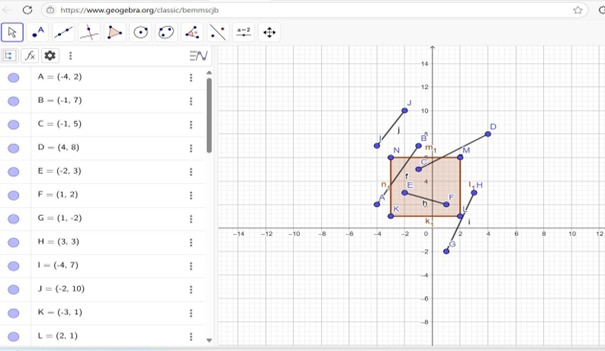 https://www.geogebra.org/classic/bemmscjb
a=2
A = (-4, 2)
B = (-1, 7)
C = (-1, 5)
D = (4, 8)
E = (-2, 3)
F = (1, 2)
G = (1, -2)
H = (3, 3)
I = (-4, 7)
J = (-2, 10)
K = (-3, 1)
L = (2, 1)
14
12
J
10
j
D
B
N
m₁
M
C
f
4
E
H
A
F
h
K
L
k
i
−14 −12 −10 −8 −6 −4 −2 0 2 4 6 8 10 12
G
−2
−4
−6
−8